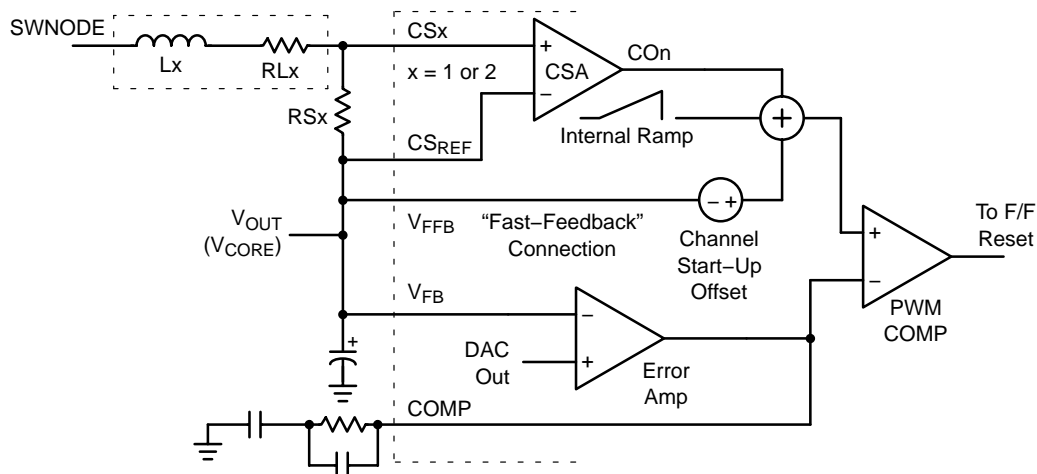 SWNODE
Lx
RLx
CSx
COn
x = 1 or 2
+
CSA
−
RSx
Internal Ramp
+
CSREF
− +
VOUT
(VCORE)
VFFB
“Fast−Feedback”
Connection
Channel
Start−Up
Offset
To F/F
Reset
+
−
PWM
COMP
VFB
−
+
DAC
Out
+
Error
Amp
COMP